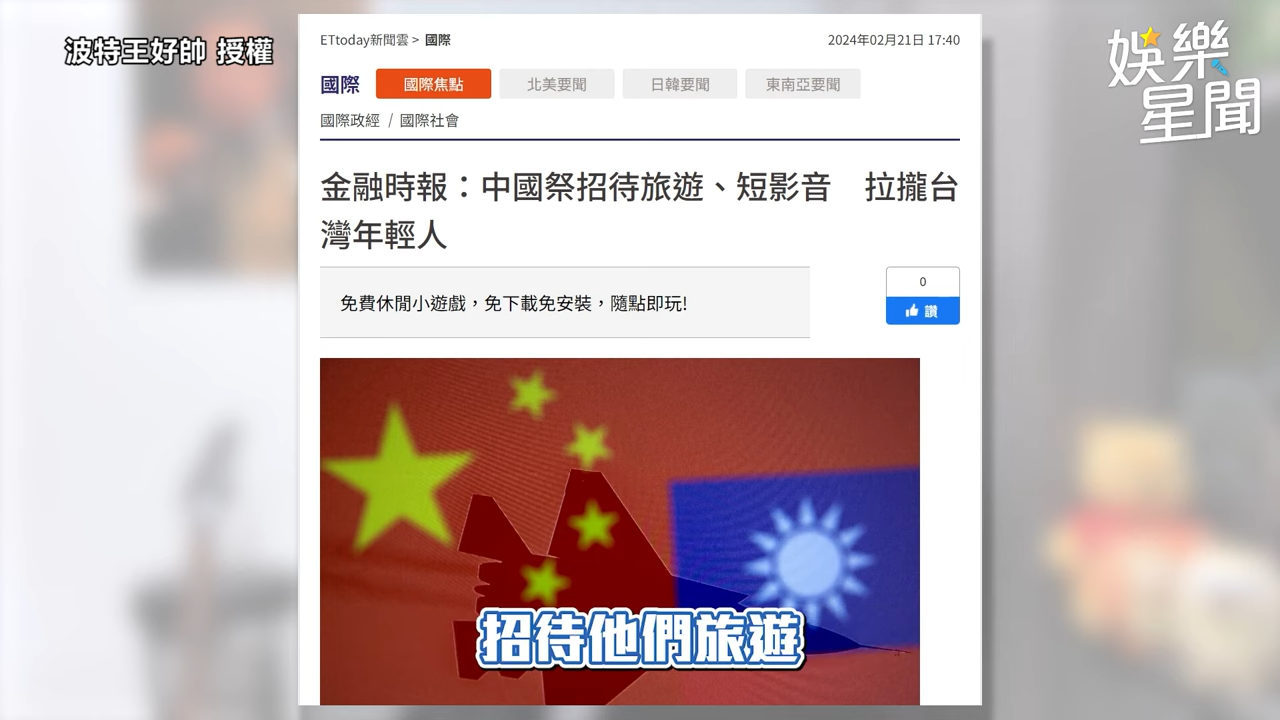 波特王好帥 授權
娛樂
星聞
ETtoday新聞雲 > 國際
2024年02月21日 17:40
國際 國際焦點 北美要聞 日韓要聞 東南亞要聞
國際政經 / 國際社會
金融時報：中國祭招待旅遊、短影音　拉攏台
灣年輕人
免費休閒小遊戲，免下載免安裝，隨點即玩!
0
讚
招待他們旅遊